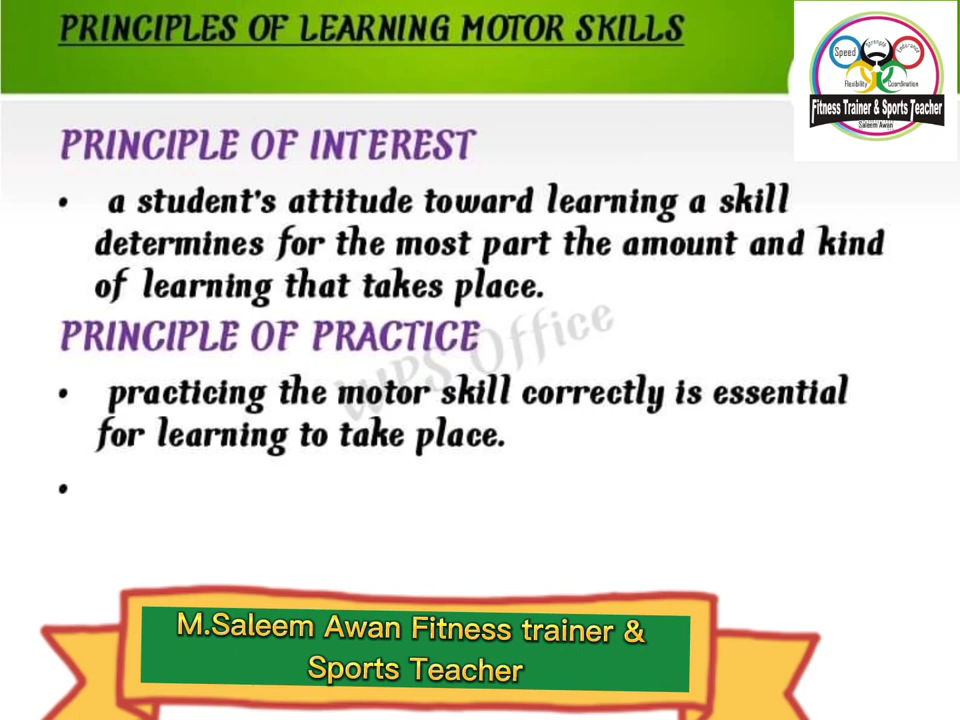 PRINCIPLES OF LEARNING MOTOR SKILLS
Speed
Strength
Endurance
Flexibility
Coordination
Fitness Trainer & Sports Teacher
Saleem Awan
PRINCIPLE OF INTEREST
• a student's attitude toward learning a skill
determines for the most part the amount and kind
of learning that takes place.
PRINCIPLE OF PRACTICE
WPS Office
• practicing the motor skill correctly is essential
for learning to take place.
•
M.Saleem Awan Fitness trainer &
Sports Teacher